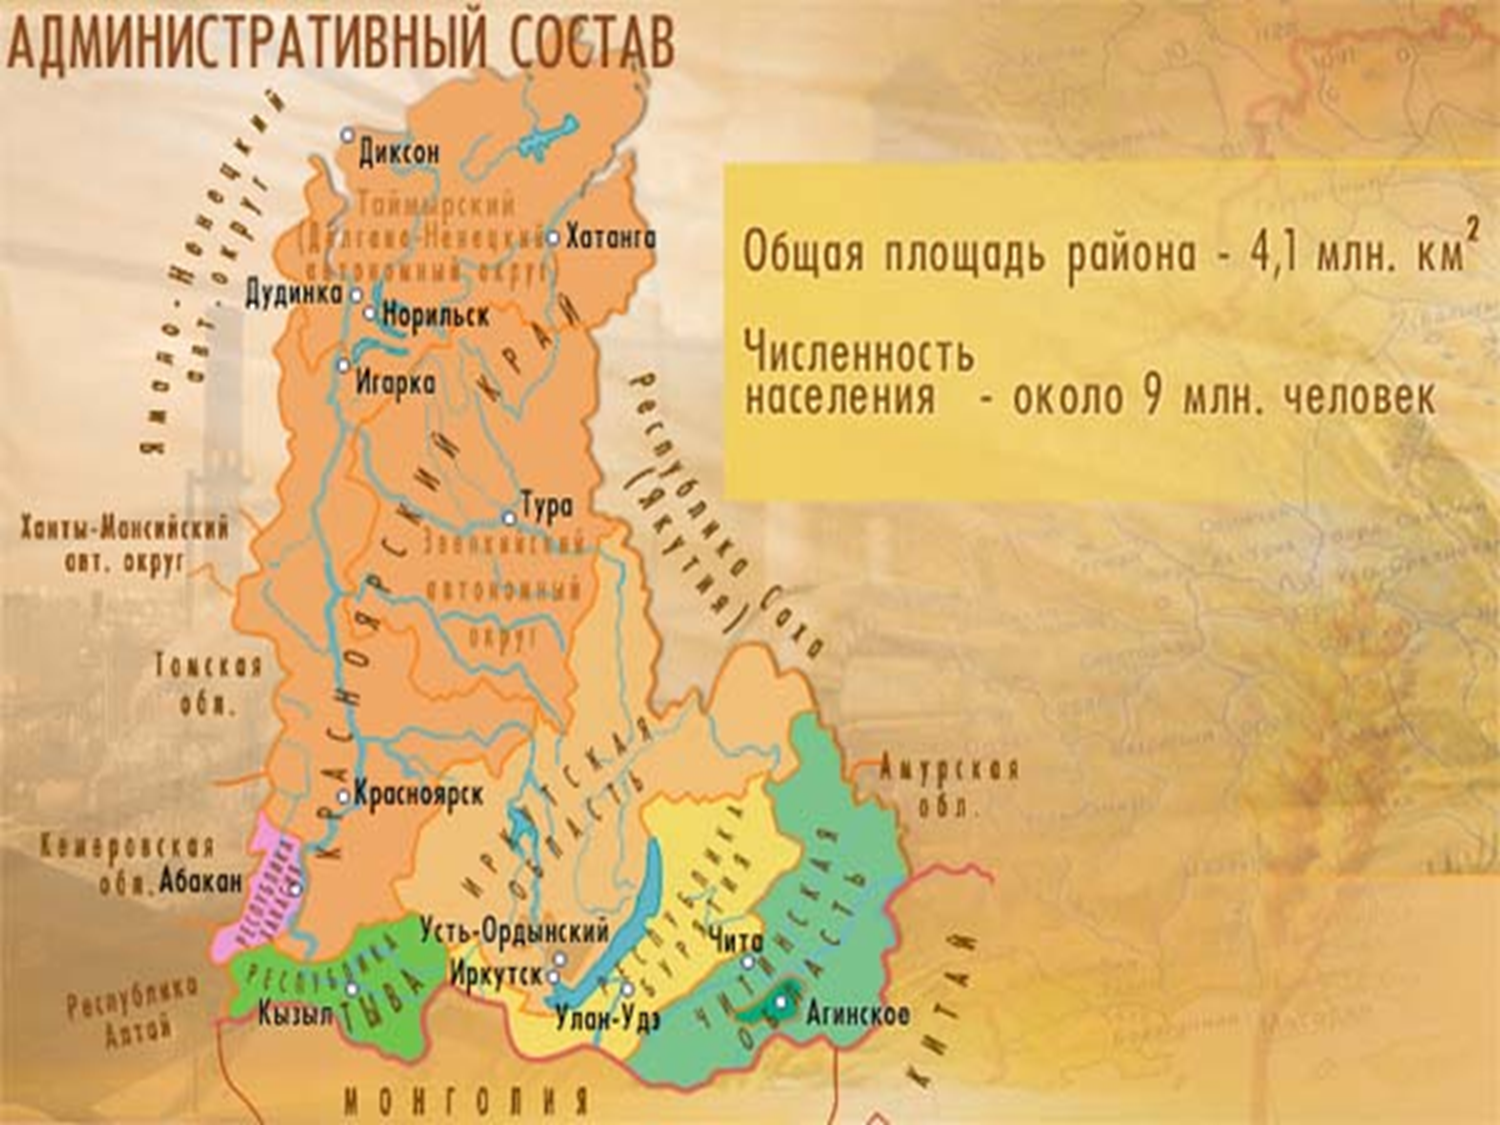 АДМИНИСТРАТИВНЫЙ СОСТАВ
Ямало-Ненецкий
авт. округ
Диксон
Таймырский
(Долгано-Ненецкий
автономный округ)
Хатанга
Дудинка
Норильск
Игарка
КРАСНОЯРСКИЙ КРАЙ
Общая площадь района - 4,1 млн. км²
Численность
населения - около 9 млн. человек
Республика Саха
(Якутия)
Ханты-Мансийский
авт. округ
Тура
Эвенкийский
автономный
округ
Томская
обл.
Красноярск
ИРКУТСКАЯ
ОБЛАСТЬ
Амурская
обл.
Кемеровская
обл.
Абакан
РЕСПУБЛИКА
ХАКАСИЯ
РЕСПУБЛИКА
БУРЯТИЯ
ЧИТИНСКАЯ
ОБЛАСТЬ
Усть-Ордынский
Иркутск
Чита
РЕСПУБЛИКА
ТЫВА
Кызыл
Улан-Удэ
Агинское
Республика
Алтай
КИТАЙ
МОНГОЛИЯ